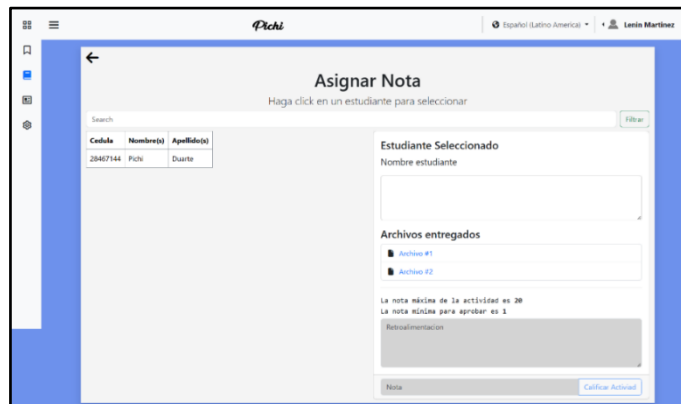 Pichi
Español (Latino America)
Lenin Martinez
Asignar Nota
Haga click en un estudiante para seleccionar
Search
Filtrar
Cedula Nombre(s) Apellido(s)
28467144 Pichi Duarte
Estudiante Seleccionado
Nombre estudiante
Archivos entregados
Archivo #1
Archivo #2
La nota máxima de la actividad es 20
La nota mínima para aprobar es 1
Retroalimentacion
Nota
Calificar Activiad